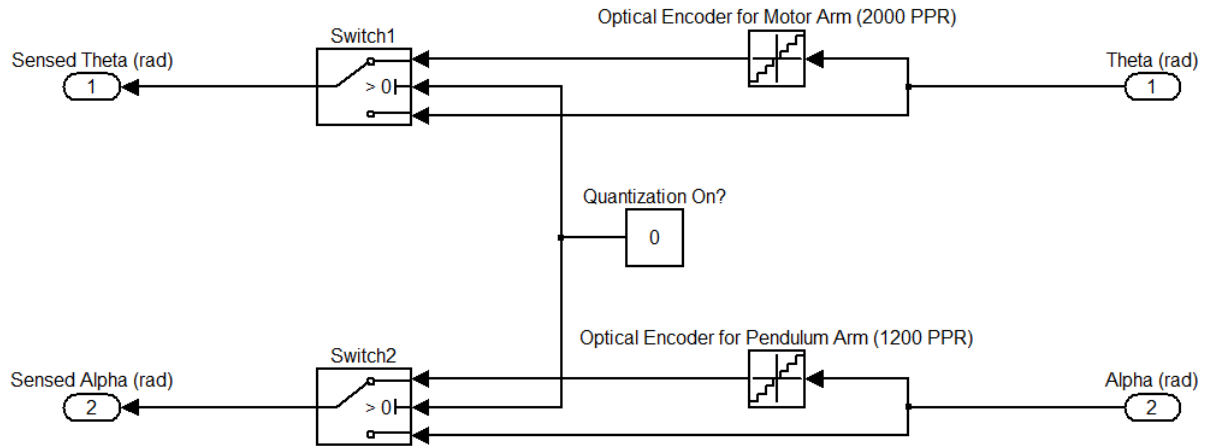 Optical Encoder for Motor Arm (2000 PPR)
Switch1
Sensed Theta (rad)
Theta (rad)
1
> 0
1
Quantization On?
0
Optical Encoder for Pendulum Arm (1200 PPR)
Switch2
Sensed Alpha (rad)
Alpha (rad)
2
> 0
2